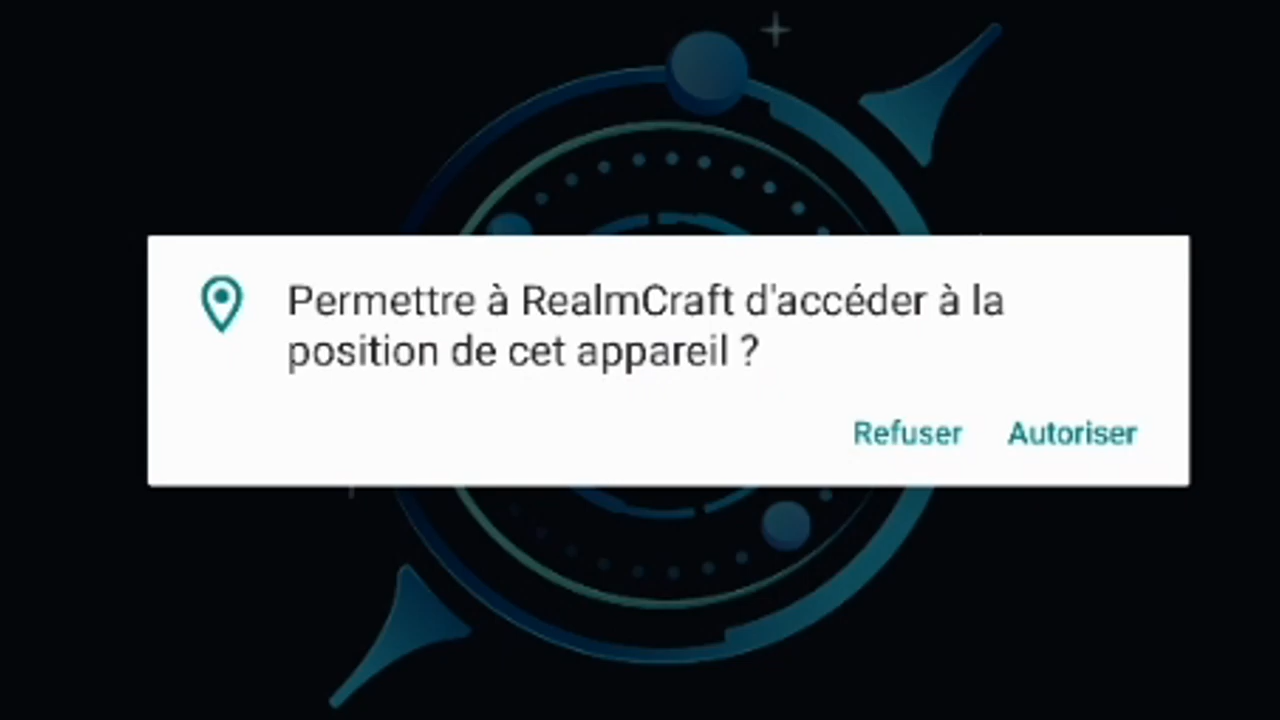 Permettre à RealmCraft d'accéder à la
position de cet appareil ?
Refuser Autoriser